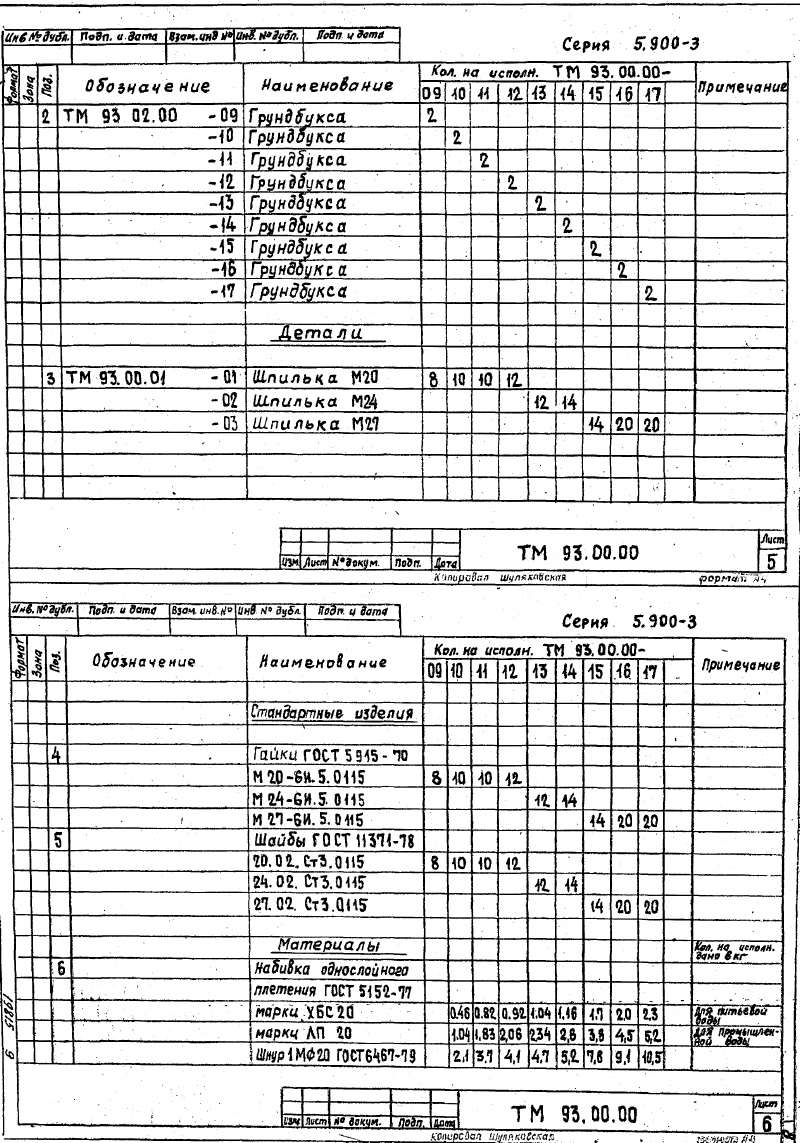 Инв № дубл. Подп. и дата Взам. инв № Инв. № дубл. Подп. и дата
Серия 5.900-3
Формат Зона Поз. Обозначение Наименование Кол. на исполн. ТМ 93.00.00- Примечание
09 10 11 12 13 14 15 16 17
2 ТМ 93 02.00 -09 Грундбукса 2
-10 Грундбукса 2
-11 Грундбукса 2
-12 Грундбукса 2
-13 Грундбукса 2
-14 Грундбукса 2
-15 Грундбукса 2
-16 Грундбукса 2
-17 Грундбукса 2
Детали
3 ТМ 93.00.01 -01 Шпилька М20 8 10 10 12
-02 Шпилька М24 12 14
-03 Шпилька М27 14 20 20
Изм Лист № докум. Подп. Дата
ТМ 93.00.00
Лист
5
Копировал Шуляковская формат А4
Инв. № дубл. Подп. и дата Взам. инв. № Инв № дубл. Подп. и дата
Серия 5.900-3
Формат Зона Поз. Обозначение Наименование Кол. на исполн. ТМ 93.00.00- Примечание
09 10 11 12 13 14 15 16 17
Стандартные изделия
4 Гайки ГОСТ 5915-70
М 20-6Н.5.0115 8 10 10 12
М 24-6Н.5.0115 12 14
М 27-6Н.5.0115 14 20 20
5 Шайбы ГОСТ 11371-78
20.02. Ст3.0115 8 10 10 12
24.02. Ст3.0115 12 14
27.02. Ст3.0115 14 20 20
Материалы Кол. на исполн. дано в кг
6 Набивка однослойного
плетения ГОСТ 5152-77
марки ХБС 20 0.46 0.82 0.92 1.04 1.16 1.7 2.0 2.3 Для питьевой воды
марки ЛП 20 1.04 1,83 2,06 2.34 2,6 3,8 4,5 5,2 Для промышленной воды
Шнур 1МФ20 ГОСТ 6467-79 2,1 3,7 4,1 4,7 5,2 7,6 9,1 10,5
19815 9
Изм Лист № докум. Подп. Дата
ТМ 93.00.00
Лист
6
Копировал Шуляковская